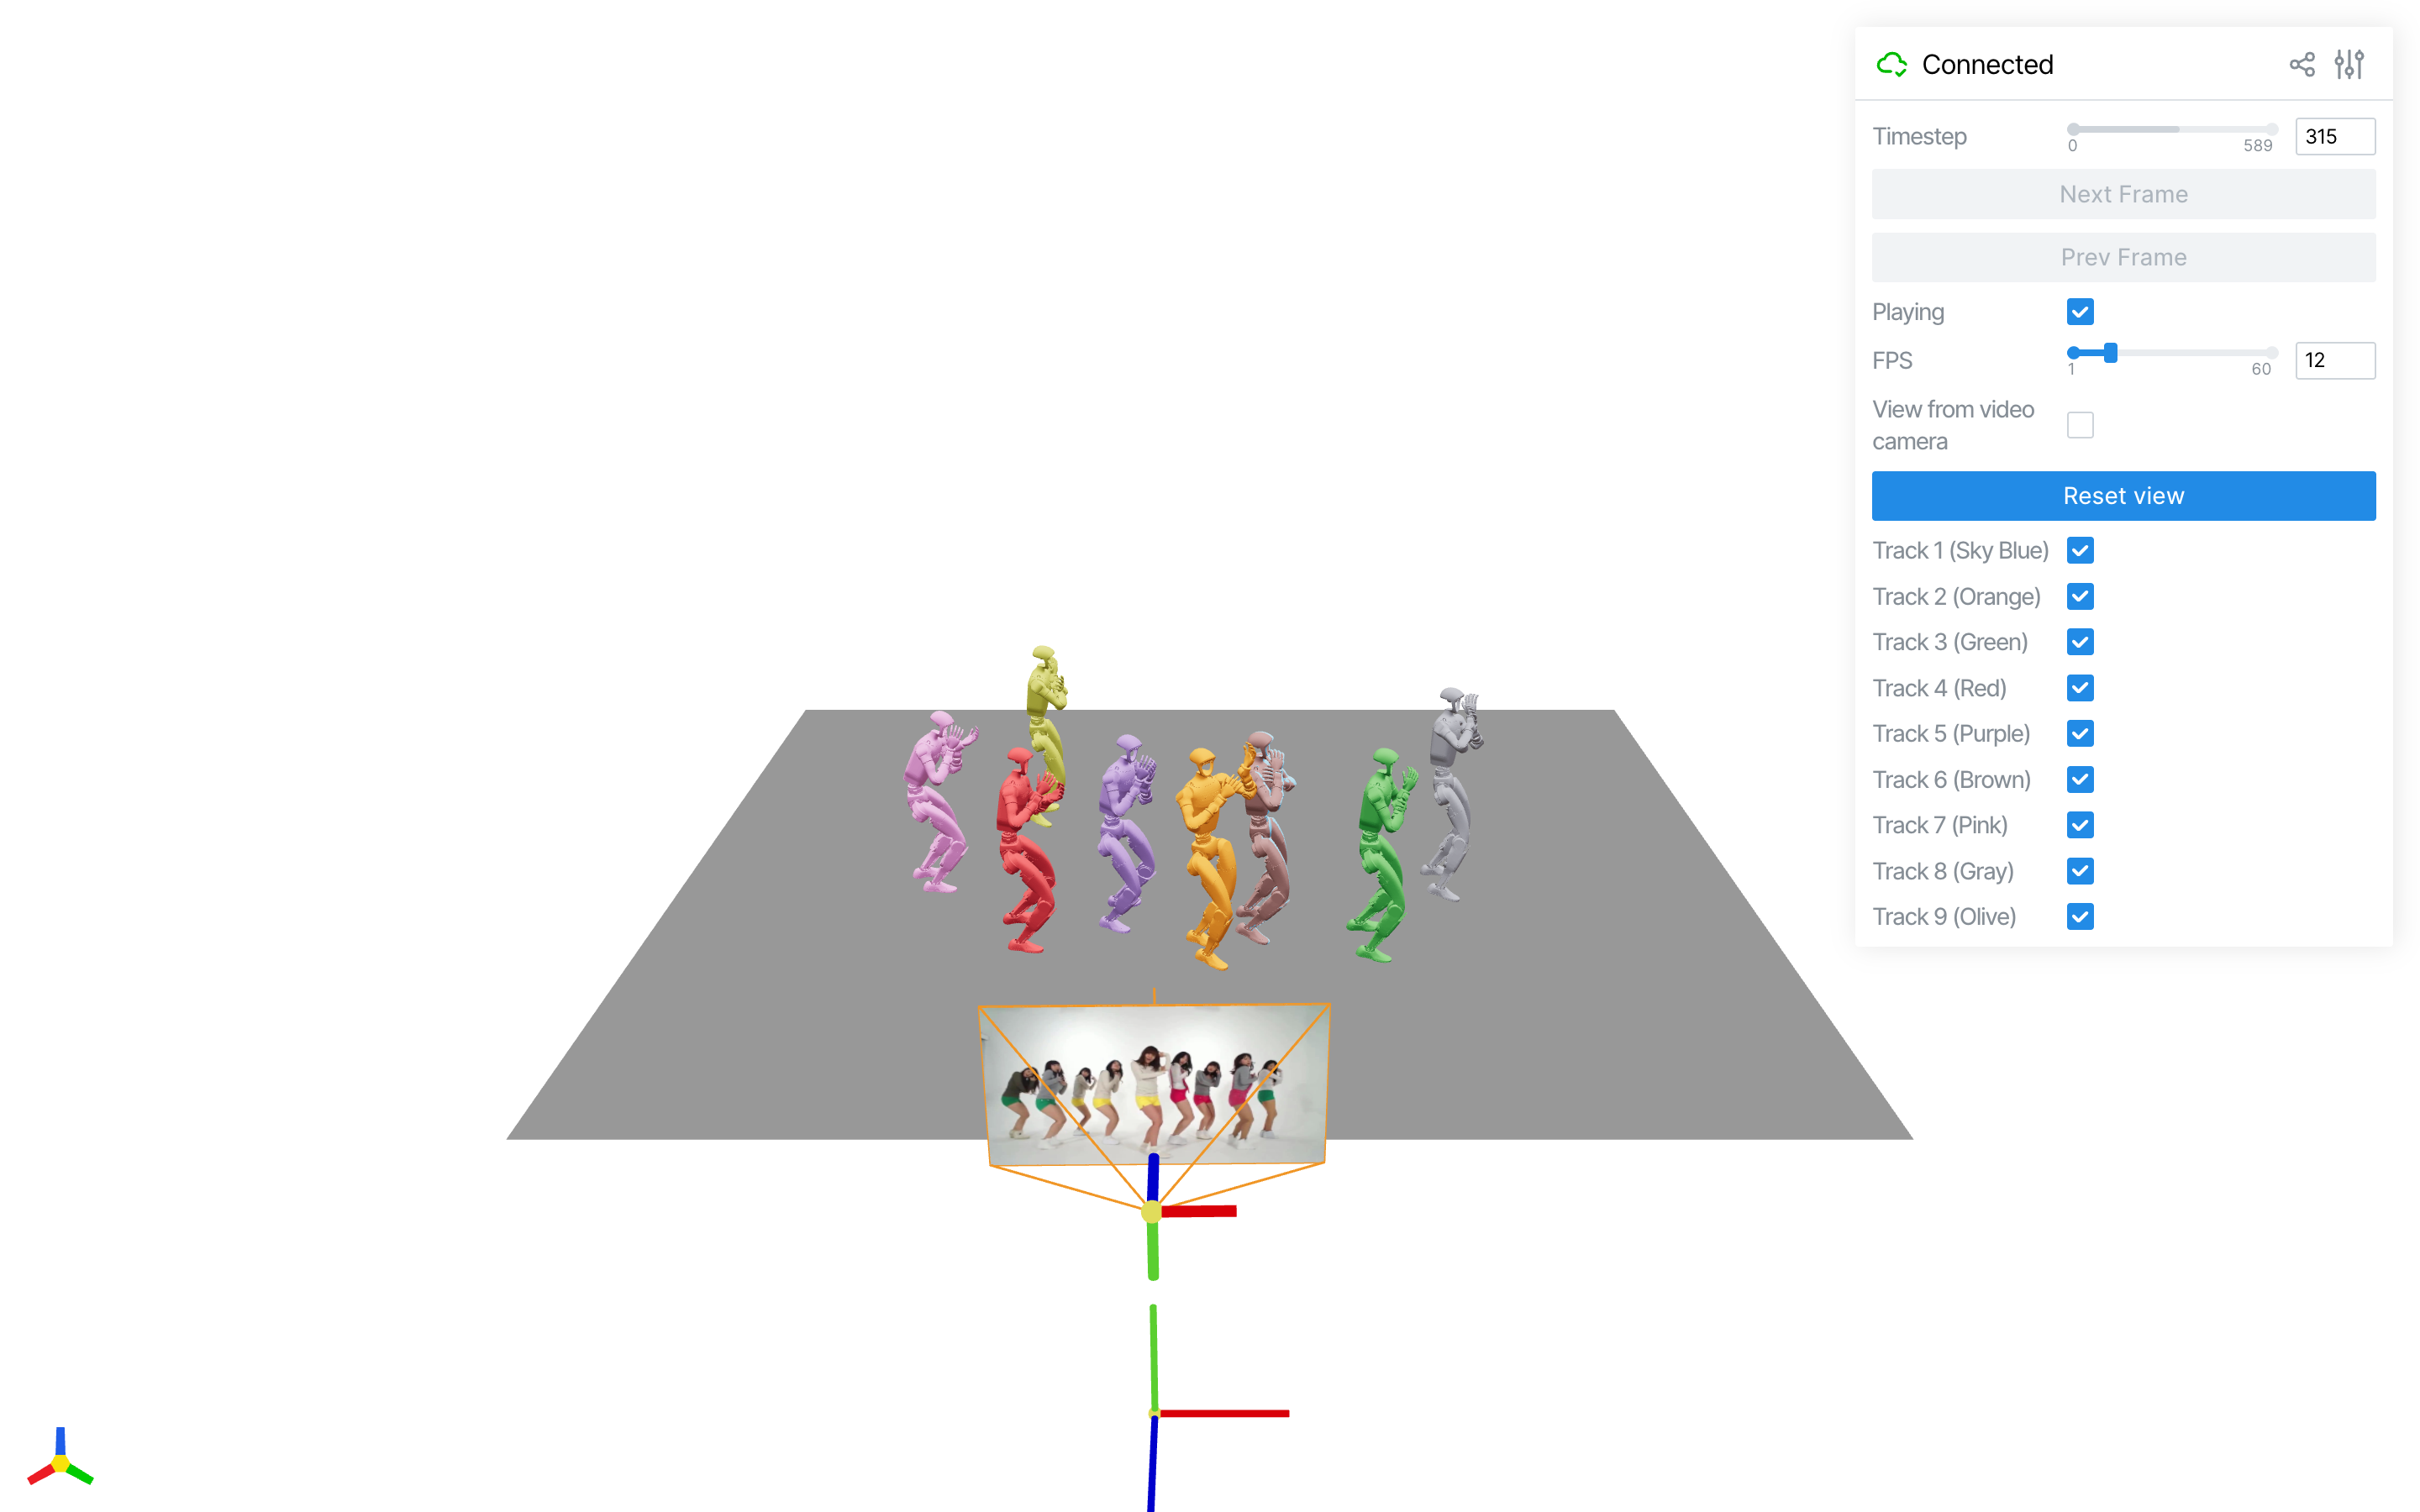 Connected
Timestep
0
589
315
Next Frame
Prev Frame
Playing
FPS
1
60
12
View from video
camera
Reset view
Track 1 (Sky Blue)
Track 2 (Orange)
Track 3 (Green)
Track 4 (Red)
Track 5 (Purple)
Track 6 (Brown)
Track 7 (Pink)
Track 8 (Gray)
Track 9 (Olive)